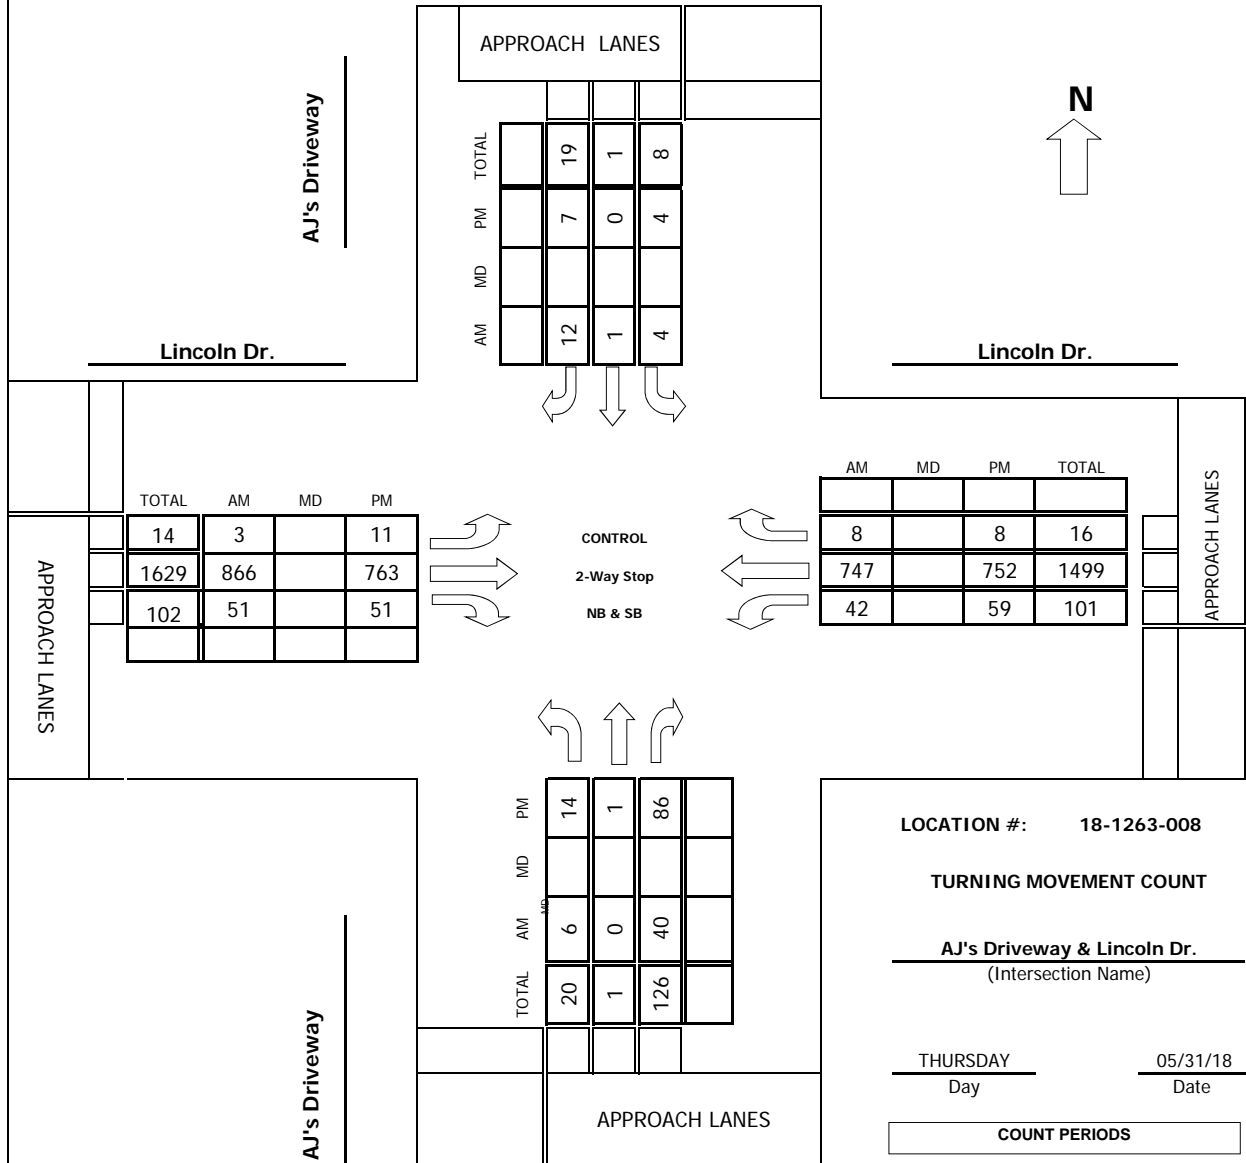 APPROACH LANES
N
AJ's Driveway
TOTAL 19 1 8
PM 7 0 4
MD
AM 12 1 4
Lincoln Dr.
Lincoln Dr.
AM MD PM TOTAL
8 8 16
747 752 1499
42 59 101
APPROACH LANES
TOTAL AM MD PM
14 3 11
1629 866 763
102 51 51
APPROACH LANES
CONTROL
2-Way Stop
NB & SB
PM 14 1 86
MD
MD
AM 6 0 40
TOTAL 20 1 126
AJ's Driveway
APPROACH LANES
LOCATION #: 18-1263-008
TURNING MOVEMENT COUNT
AJ's Driveway & Lincoln Dr.
(Intersection Name)
THURSDAY 05/31/18
Day Date
COUNT PERIODS